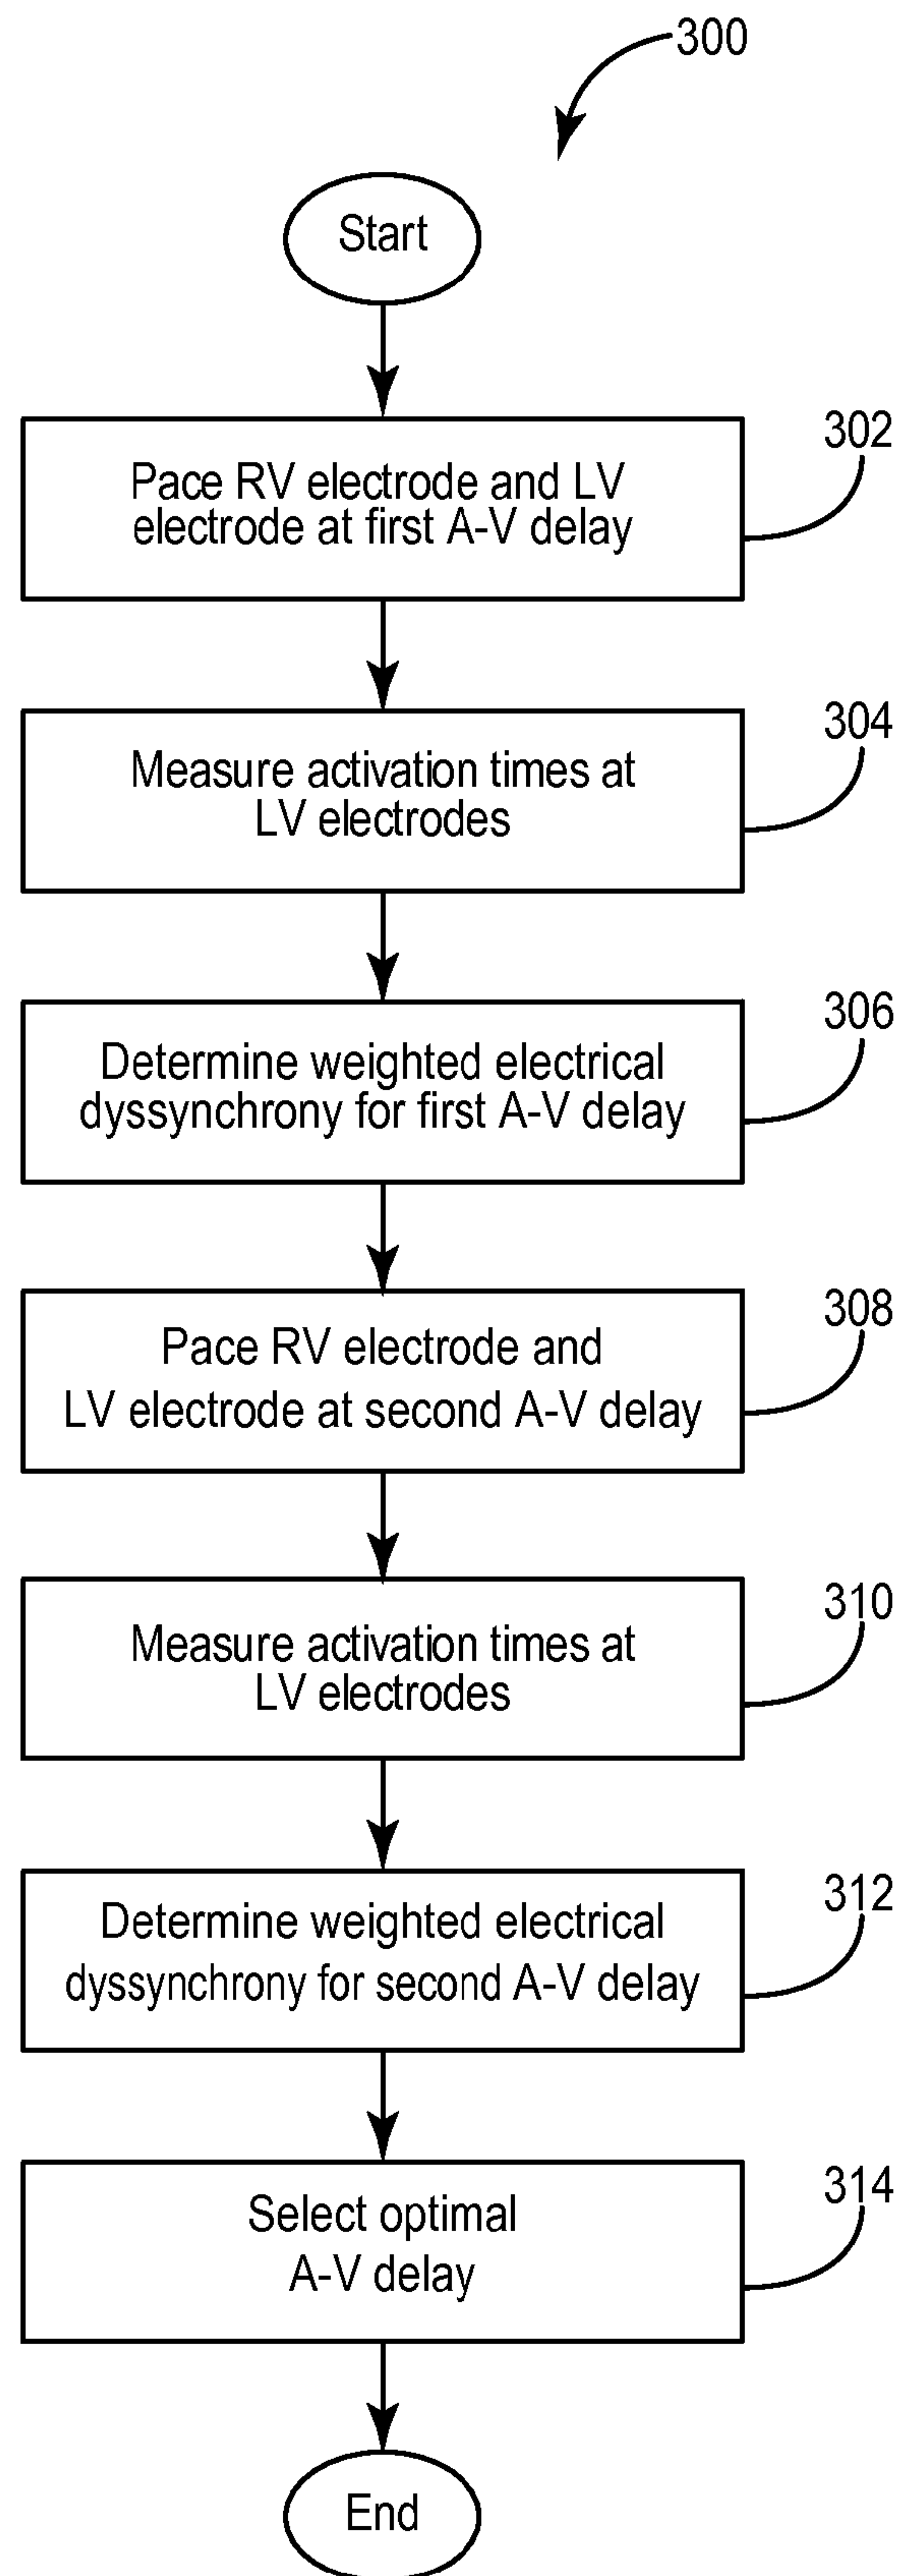 300
Start
302
Pace RV electrode and LV
electrode at first A-V delay
304
Measure activation times at
LV electrodes
306
Determine weighted electrical
dyssynchrony for first A-V delay
308
Pace RV electrode and
LV electrode at second A-V delay
310
Measure activation times at
LV electrodes
312
Determine weighted electrical
dyssynchrony for second A-V delay
314
Select optimal
A-V delay
End